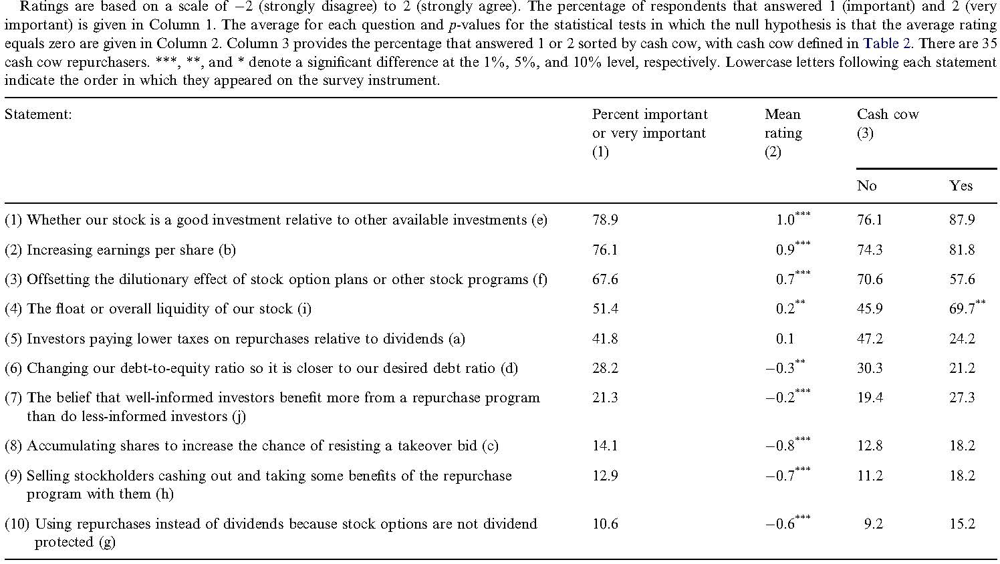 Ratings are based on a scale of −2 (strongly disagree) to 2 (strongly agree). The percentage of respondents that answered 1 (important) and 2 (very
important) is given in Column 1. The average for each question and p-values for the statistical tests in which the null hypothesis is that the average rating
equals zero are given in Column 2. Column 3 provides the percentage that answered 1 or 2 sorted by cash cow, with cash cow defined in Table 2. There are 35
cash cow repurchasers. ***, **, and * denote a significant difference at the 1%, 5%, and 10% level, respectively. Lowercase letters following each statement
indicate the order in which they appeared on the survey instrument.
Statement: Percent important Mean Cash cow
or very important rating (3)
(1) (2)
No Yes
(1) Whether our stock is a good investment relative to other available investments (e) 78.9 1.0*** 76.1 87.9
(2) Increasing earnings per share (b) 76.1 0.9*** 74.3 81.8
(3) Offsetting the dilutionary effect of stock option plans or other stock programs (f) 67.6 0.7*** 70.6 57.6
(4) The float or overall liquidity of our stock (i) 51.4 0.2** 45.9 69.7**
(5) Investors paying lower taxes on repurchases relative to dividends (a) 41.8 0.1 47.2 24.2
(6) Changing our debt-to-equity ratio so it is closer to our desired debt ratio (d) 28.2 −0.3** 30.3 21.2
(7) The belief that well-informed investors benefit more from a repurchase program 21.3 −0.2*** 19.4 27.3
than do less-informed investors (j)
(8) Accumulating shares to increase the chance of resisting a takeover bid (c) 14.1 −0.8*** 12.8 18.2
(9) Selling stockholders cashing out and taking some benefits of the repurchase 12.9 −0.7*** 11.2 18.2
program with them (h)
(10) Using repurchases instead of dividends because stock options are not dividend 10.6 −0.6*** 9.2 15.2
protected (g)